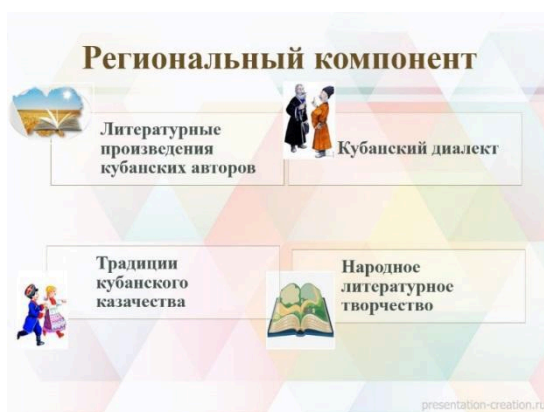 Региональный компонент
Литературные
произведения
кубанских авторов
Кубанский диалект
Традиции
кубанского
казачества
Народное
литературное
творчество
presentation-creation.ru